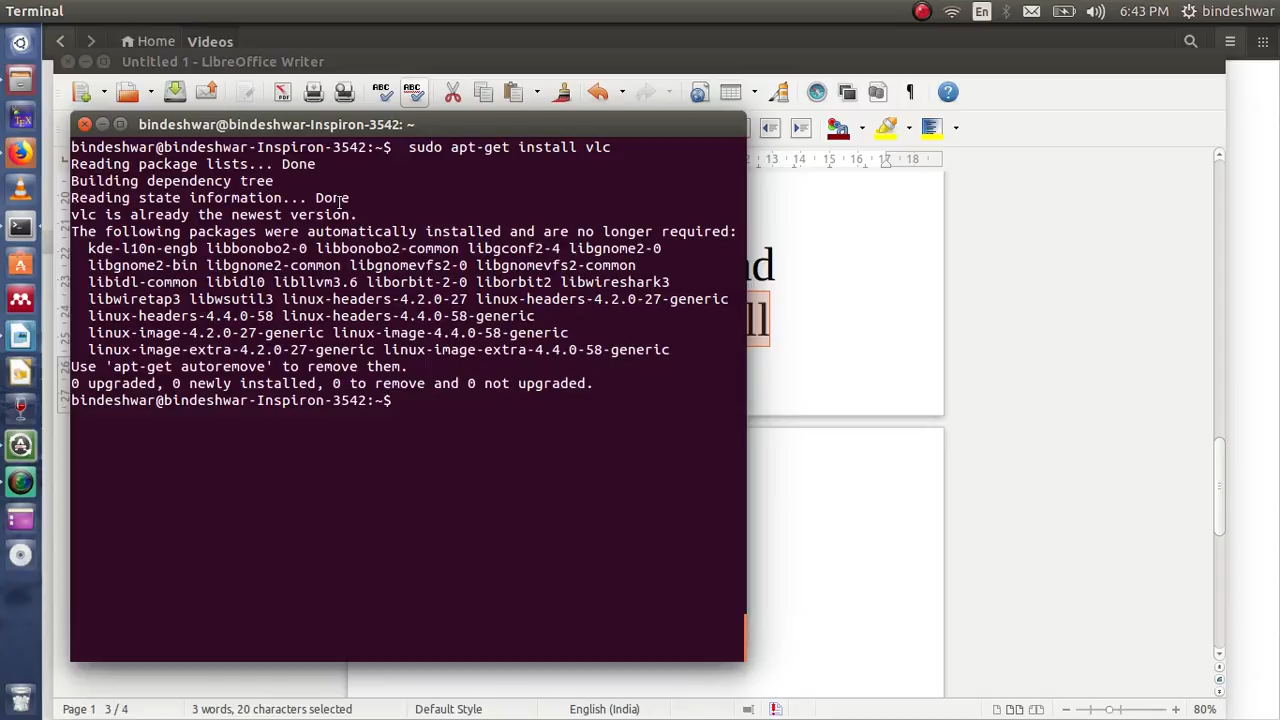 Terminal
En
6:43 PM
bindeshwar
Home
Videos
Untitled 1 - LibreOffice Writer
bindeshwar@bindeshwar-Inspiron-3542: ~
bindeshwar@bindeshwar-Inspiron-3542:~$  sudo apt-get install vlc
Reading package lists... Done
Building dependency tree
Reading state information... Done
vlc is already the newest version.
The following packages were automatically installed and are no longer required:
  kde-l10n-engb libbonobo2-0 libbonobo2-common libgconf2-4 libgnome2-0
  libgnome2-bin libgnome2-common libgnomevfs2-0 libgnomevfs2-common
  libidl-common libidl0 libllvm3.6 liborbit-2-0 liborbit2 libwireshark3
  libwiretap3 libwsutil3 linux-headers-4.2.0-27 linux-headers-4.2.0-27-generic
  linux-headers-4.4.0-58 linux-headers-4.4.0-58-generic
  linux-image-4.2.0-27-generic linux-image-4.4.0-58-generic
  linux-image-extra-4.2.0-27-generic linux-image-extra-4.4.0-58-generic
Use 'apt-get autoremove' to remove them.
0 upgraded, 0 newly installed, 0 to remove and 0 not upgraded.
bindeshwar@bindeshwar-Inspiron-3542:~$
13 14 15 16 17 18
Page 1  3 / 4
3 words, 20 characters selected
Default Style
English (India)
80%